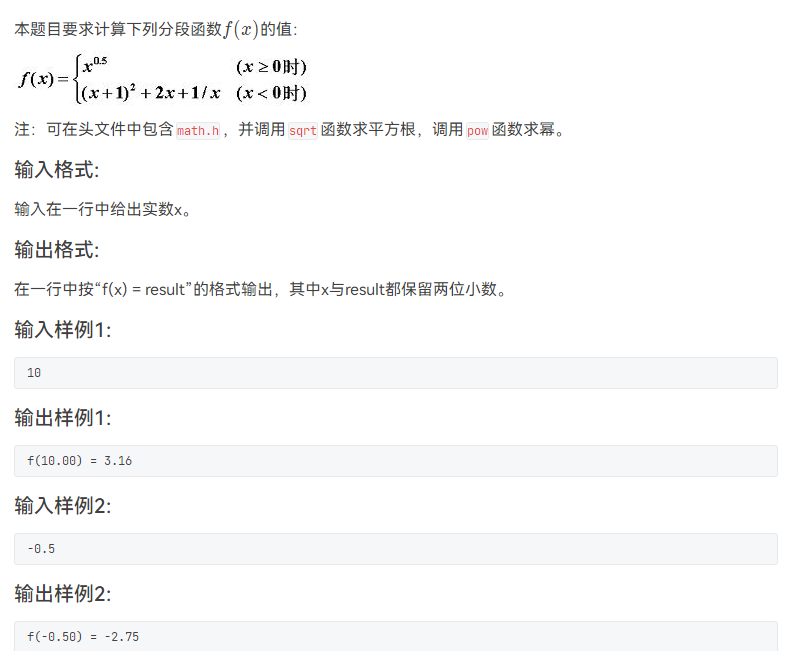 本题目要求计算下列分段函数f(x)的值：
f(x)={x^0.5 (x≥0时)
(x+1)^2+2x+1/x (x<0时)
注：可在头文件中包含math.h，并调用sqrt函数求平方根，调用pow函数求幂。
输入格式:
输入在一行中给出实数x。
输出格式:
在一行中按“f(x) = result”的格式输出，其中x与result都保留两位小数。
输入样例1:
10
输出样例1:
f(10.00) = 3.16
输入样例2:
-0.5
输出样例2:
f(-0.50) = -2.75